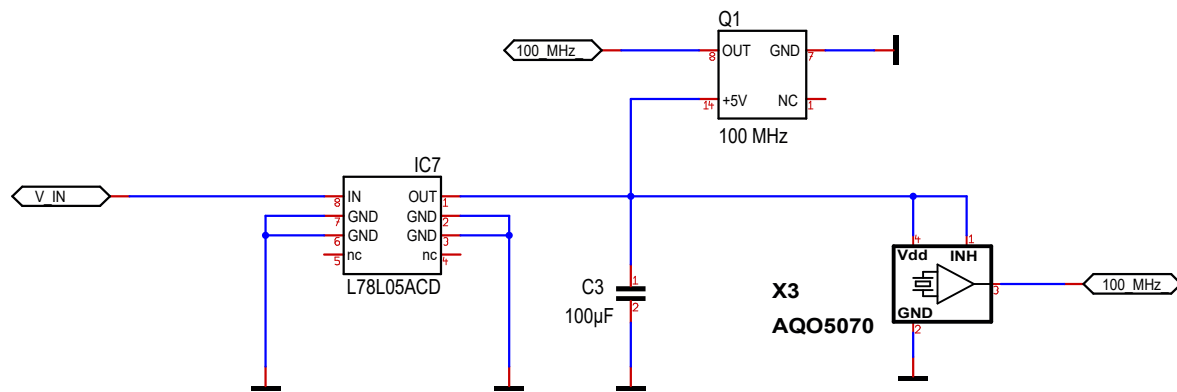 Q1
100_MHz_
8
OUT
GND
7
14
+5V
NC
1
100 MHz
IC7
V_IN
8
IN
OUT
1
7
GND
GND
2
6
GND
GND
3
5
nc
nc
4
L78L05ACD
C3
100µF
1
2
4
1
Vdd
INH
X3
AQO5070
3
100_MHz_
GND
2